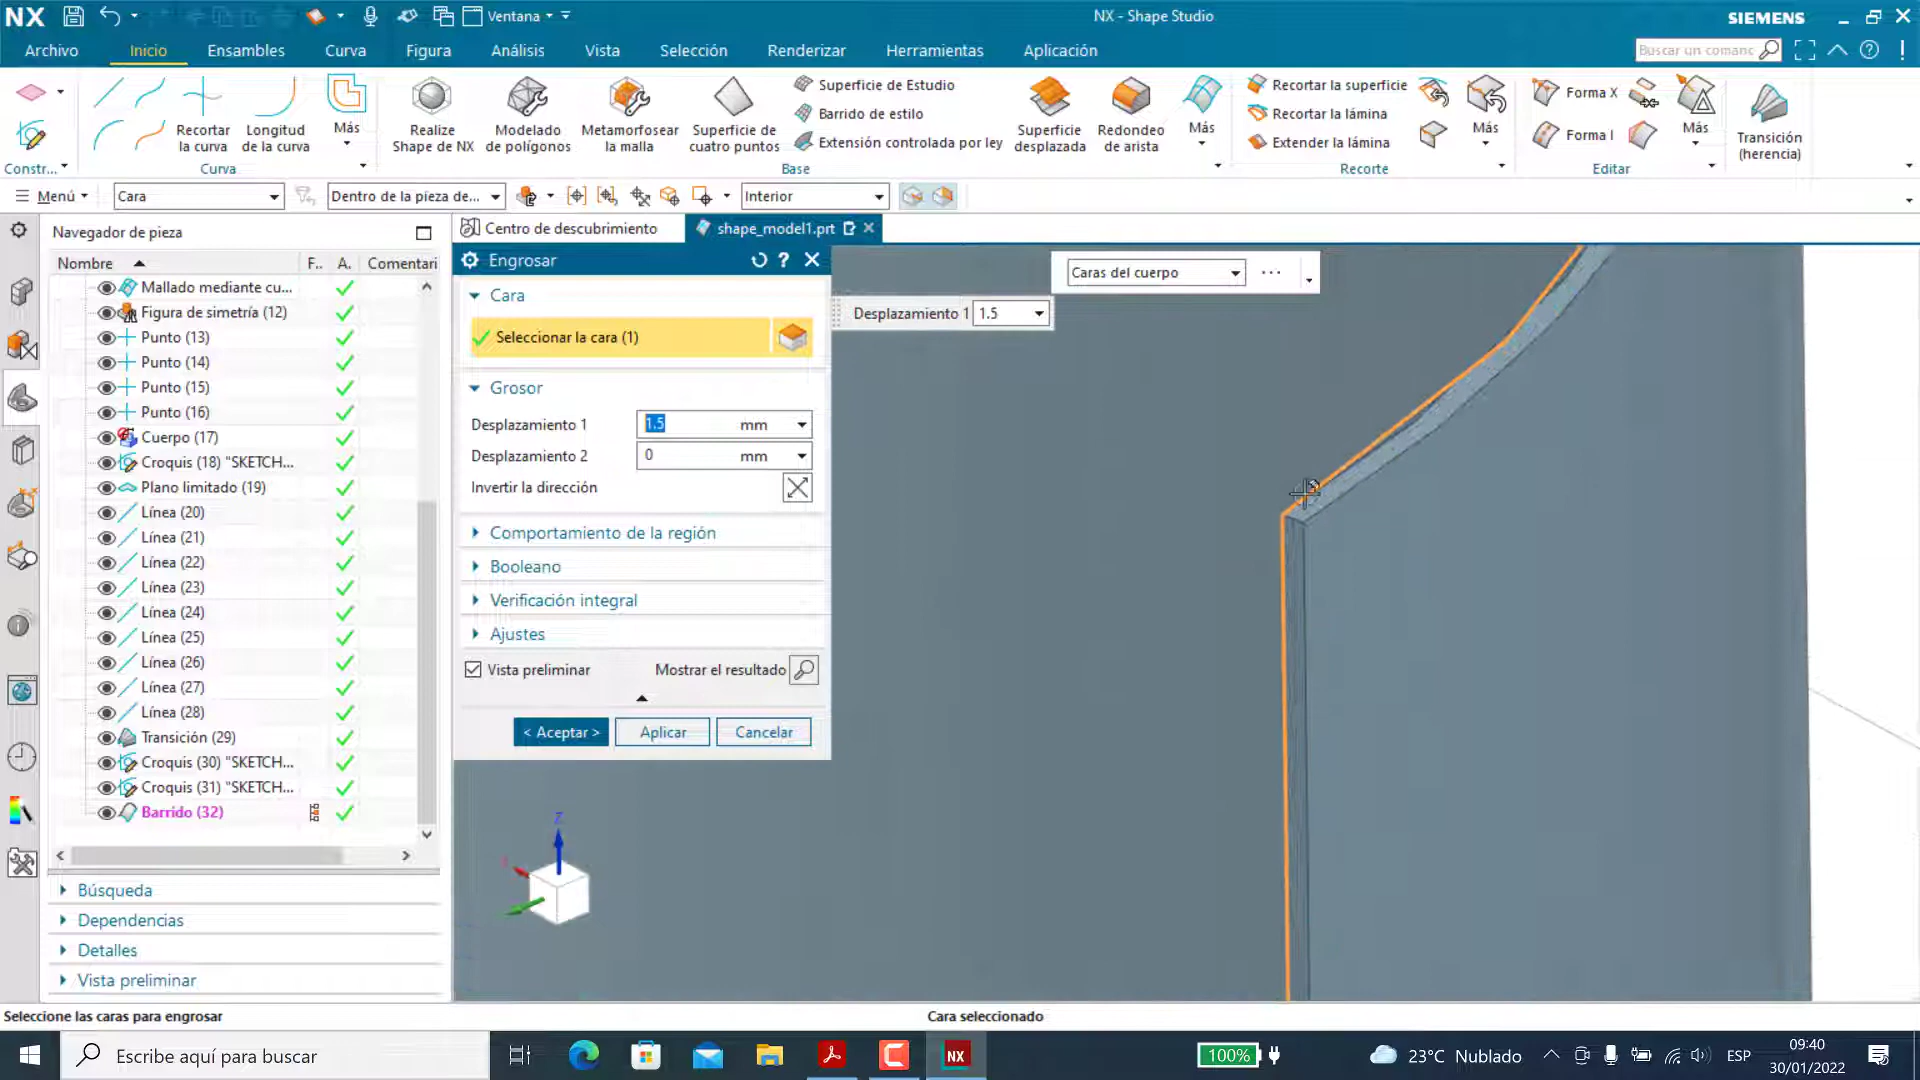 NX
Ventana
NX - Shape Studio
SIEMENS
Archivo
Inicio
Ensambles
Curva
Figura
Análisis
Vista
Selección
Renderizar
Herramientas
Aplicación
Buscar un comanc
Recortar
la curva
Longitud
de la curva
Más
Realize
Shape de NX
Modelado
de polígonos
Metamorfosear
la malla
Superficie de
cuatro puntos
Superficie de Estudio
Barrido de estilo
Extensión controlada por ley
Superficie
desplazada
Redondeo
de arista
Más
Recortar la superficie
Recortar la lámina
Extender la lámina
Más
Forma X
Forma I
Más
Transición
(herencia)
Constr...
Curva
Base
Recorte
Editar
Menú
Cara
Dentro de la pieza de...
Interior
Navegador de pieza
Nombre
F..
A.
Comentari
Mallado mediante cu...
Figura de simetría (12)
Punto (13)
Punto (14)
Punto (15)
Punto (16)
Cuerpo (17)
Croquis (18) "SKETCH...
Plano limitado (19)
Línea (20)
Línea (21)
Línea (22)
Línea (23)
Línea (24)
Línea (25)
Línea (26)
Línea (27)
Línea (28)
Transición (29)
Croquis (30) "SKETCH...
Croquis (31) "SKETCH...
Barrido (32)
Búsqueda
Dependencias
Detalles
Vista preliminar
Centro de descubrimiento
shape_model1.prt
Engrosar
Cara
Seleccionar la cara (1)
Grosor
Desplazamiento 1
1.5
mm
Desplazamiento 2
0
mm
Invertir la dirección
Comportamiento de la región
Booleano
Verificación integral
Ajustes
Vista preliminar
Mostrar el resultado
< Aceptar >
Aplicar
Cancelar
Caras del cuerpo
Desplazamiento 1
1.5
Z
Seleccione las caras para engrosar
Cara seleccionado
Escribe aquí para buscar
NX
100%
23°C Nublado
ESP
09:40
30/01/2022